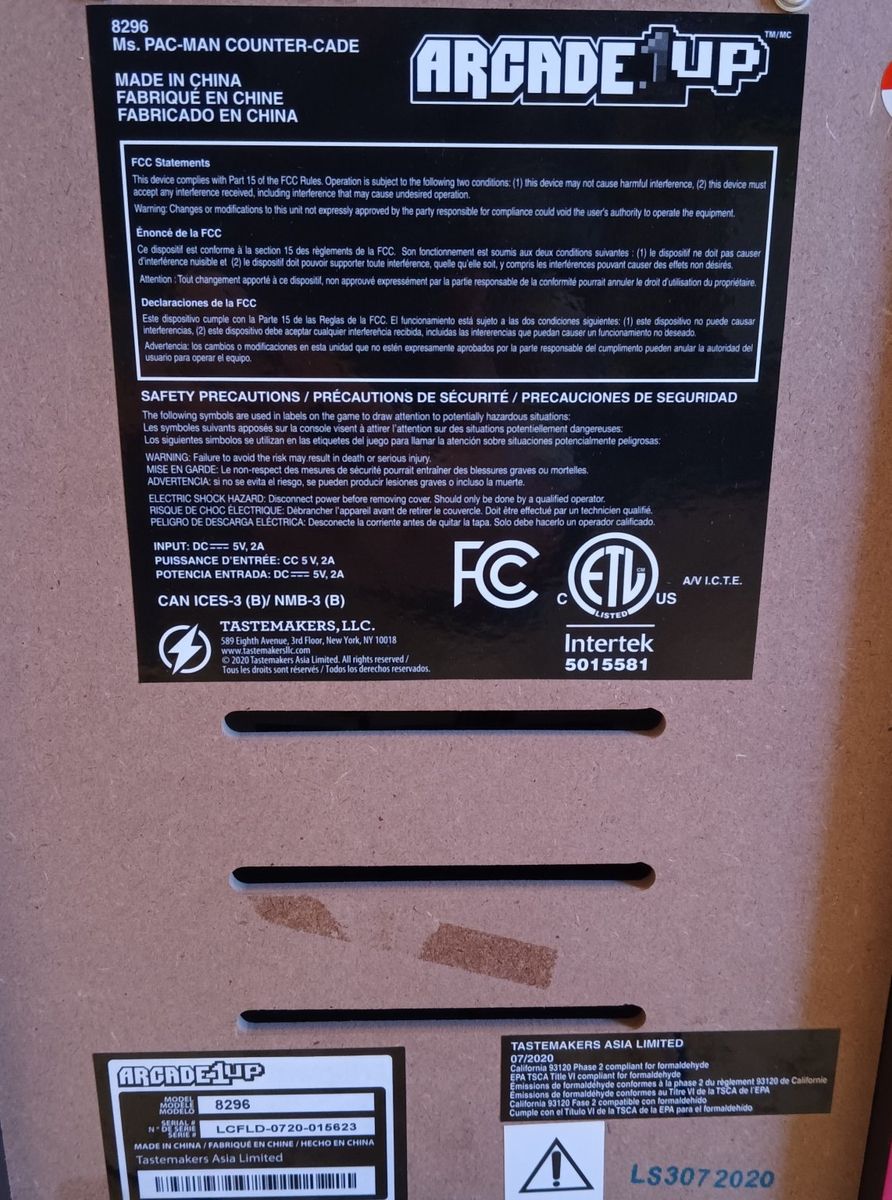 8296
Ms. PAC-MAN COUNTER-CADE
MADE IN CHINA
FABRIQUÉ EN CHINE
FABRICADO EN CHINA
ARCADE1UP
TM/MC
FCC Statements
This device complies with Part 15 of the FCC Rules. Operation is subject to the following two conditions: (1) this device may not cause harmful interference, (2) this device must
accept any interference received, including interference that may cause undesired operation.
Warning: Changes or modifications to this unit not expressly approved by the party responsible for compliance could void the user's authority to operate the equipment.
Énoncé de la FCC
Ce dispositif est conforme à la section 15 des règlements de la FCC. Son fonctionnement est soumis aux deux conditions suivantes : (1) le dispositif ne doit pas causer
d'interférence nuisible et (2) le dispositif doit pouvoir supporter toute interférence, quelle qu'elle soit, y compris les interférences pouvant causer des effets non désirés.
Attention : Tout changement apporté à ce dispositif, non approuvé expressément par la partie responsable de la conformité pourrait annuler le droit d'utilisation du propriétaire.
Declaraciones de la FCC
Este dispositivo cumple con la Parte 15 de las Reglas de la FCC. El funcionamiento está sujeto a las dos condiciones siguientes: (1) este dispositivo no puede causar
interferencias, (2) este dispositivo debe aceptar cualquier interferencia recibida, incluidas las intereferencias que puedan causar un funcionamiento no deseado.
Advertencia: los cambios o modificaciones en esta unidad que no estén expresamente aprobados por la parte responsable del cumplimento pueden anular la autoridad del
usuario para operar el equipo.
SAFETY PRECAUTIONS / PRÉCAUTIONS DE SÉCURITÉ / PRECAUCIONES DE SEGURIDAD
The following symbols are used in labels on the game to draw attention to potentially hazardous situations:
Les symboles suivants apposés sur la console visent à attirer l'attention sur des situations potentiellement dangereuses:
Los siguientes simbolos se utilizan en las etiquetes del juego para llamar la atención sobre situaciones potencialmente peligrosas:
WARNING: Failure to avoid the risk may result in death or serious injury.
MISE EN GARDE: Le non-respect des mesures de sécurité pourrait entraîner des blessures graves ou mortelles.
ADVERTENCIA: si no se evita el riesgo, se pueden producir lesiones graves o incluso la muerte.
ELECTRIC SHOCK HAZARD: Disconnect power before removing cover. Should only be done by a qualified operator.
RISQUE DE CHOC ÉLECTRIQUE: Débrancher l'appareil avant de retirer le couvercle. Doit être effectué par un technicien qualifié.
PELIGRO DE DESCARGA ELÉCTRICA: Desconecte la corriente antes de quitar la tapa. Solo debe hacerlo un operador calificado.
INPUT: DC⎓ 5V, 2A
PUISSANCE D'ENTRÉE: CC 5 V, 2A
POTENCIA ENTRADA: DC⎓ 5V, 2A
CAN ICES-3 (B)/ NMB-3 (B)
FC
C ETL CM US
LISTED
A/V I.C.T.E.
Intertek
5015581
TASTEMAKERS, LLC.
589 Eighth Avenue, 3rd Floor, New York, NY 10018
www.tastemakersllc.com
© 2020 Tastemakers Asia Limited. All rights reserved /
Tous les droits sont réservés / Todos los derechos reservados.
ARCADE1UP
MODEL
MODÈLE
MODELO
8296
SERIAL #
N° DE SÉRIE
SERIE #
LCFLD-0720-015623
MADE IN CHINA / FABRIQUÉ EN CHINE / HECHO EN CHINA
Tastemakers Asia Limited
TASTEMAKERS ASIA LIMITED
07/2020
California 93120 Phase 2 compliant for formaldehyde
EPA TSCA Title VI compliant for formaldehyde
Émissions de formaldéhyde conformes à la phase 2 du règlement 93120 de Californie
Émissions de formaldéhyde conformes au Titre VI de la TSCA de l'EPA
California 93120 Fase 2 compatible con formaldehído
Cumple con el Título VI de la TSCA de la EPA para el formaldehído
LS3072020